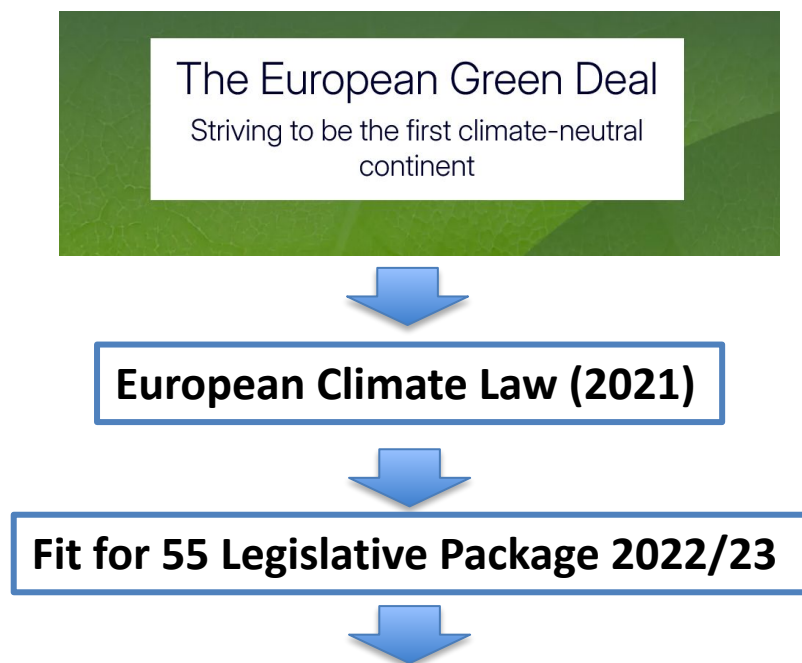 The European Green Deal
Striving to be the first climate-neutral
continent
European Climate Law (2021)
Fit for 55 Legislative Package 2022/23